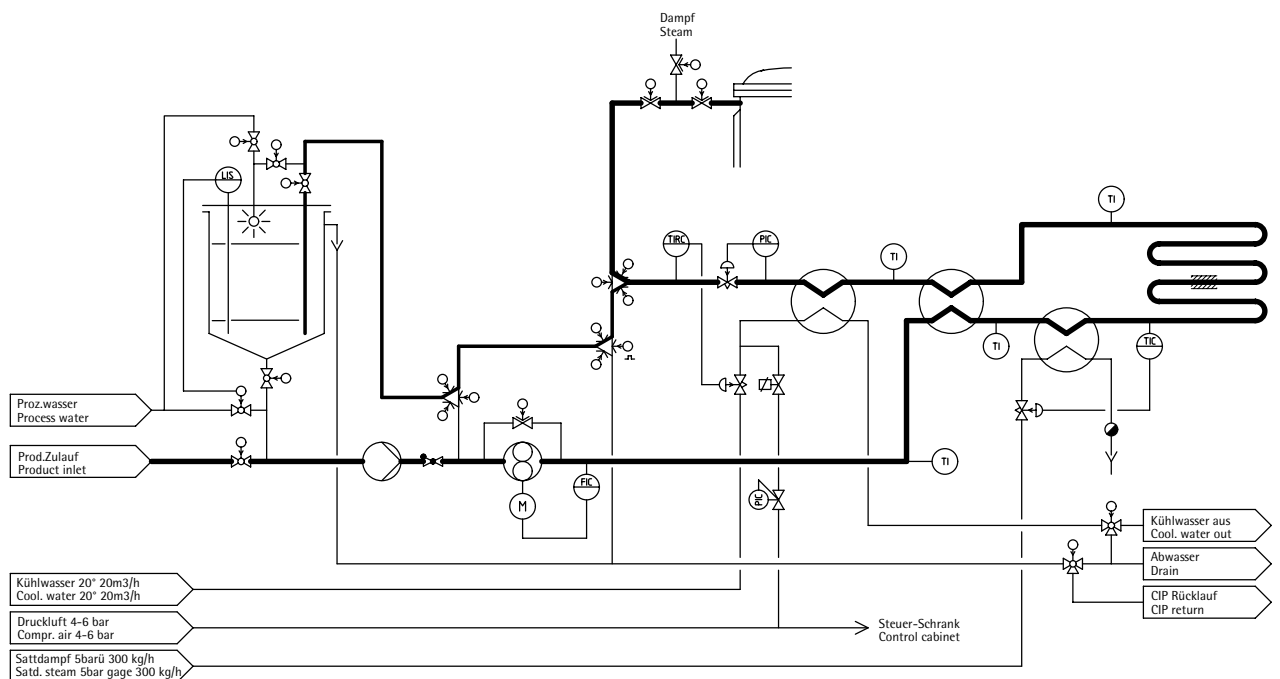 Dampf
Steam
LIS
TI
TIRC
PIC
TI
TI
TIC
Proz.wasser
Process water
Prod.Zulauf
Product inlet
TI
M
FIC
PIC
Kühlwasser aus
Cool. water out
Abwasser
Drain
Kühlwasser 20° 20m3/h
Cool. water 20° 20m3/h
CIP Rücklauf
CIP return
Druckluft 4-6 bar
Compr. air 4-6 bar
Steuer-Schrank
Control cabinet
Sattdampf 5barü 300 kg/h
Satd. steam 5bar gage 300 kg/h